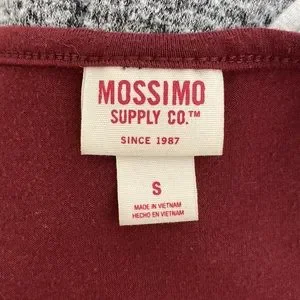 MOSSIMO
SUPPLY CO.™
SINCE 1987
S
MADE IN VIETNAM
HECHO EN VIETNAM